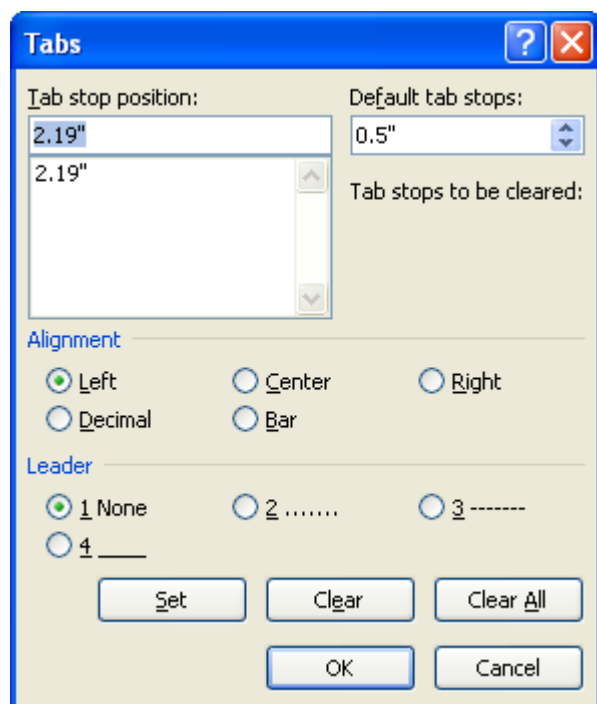 Tabs
Tab stop position: Default tab stops:
2.19" 0.5"
2.19"
Tab stops to be cleared:
Alignment
Left Center Right
Decimal Bar
Leader
1 None 2 ....... 3 -------
4 ____
Set Clear Clear All
OK Cancel